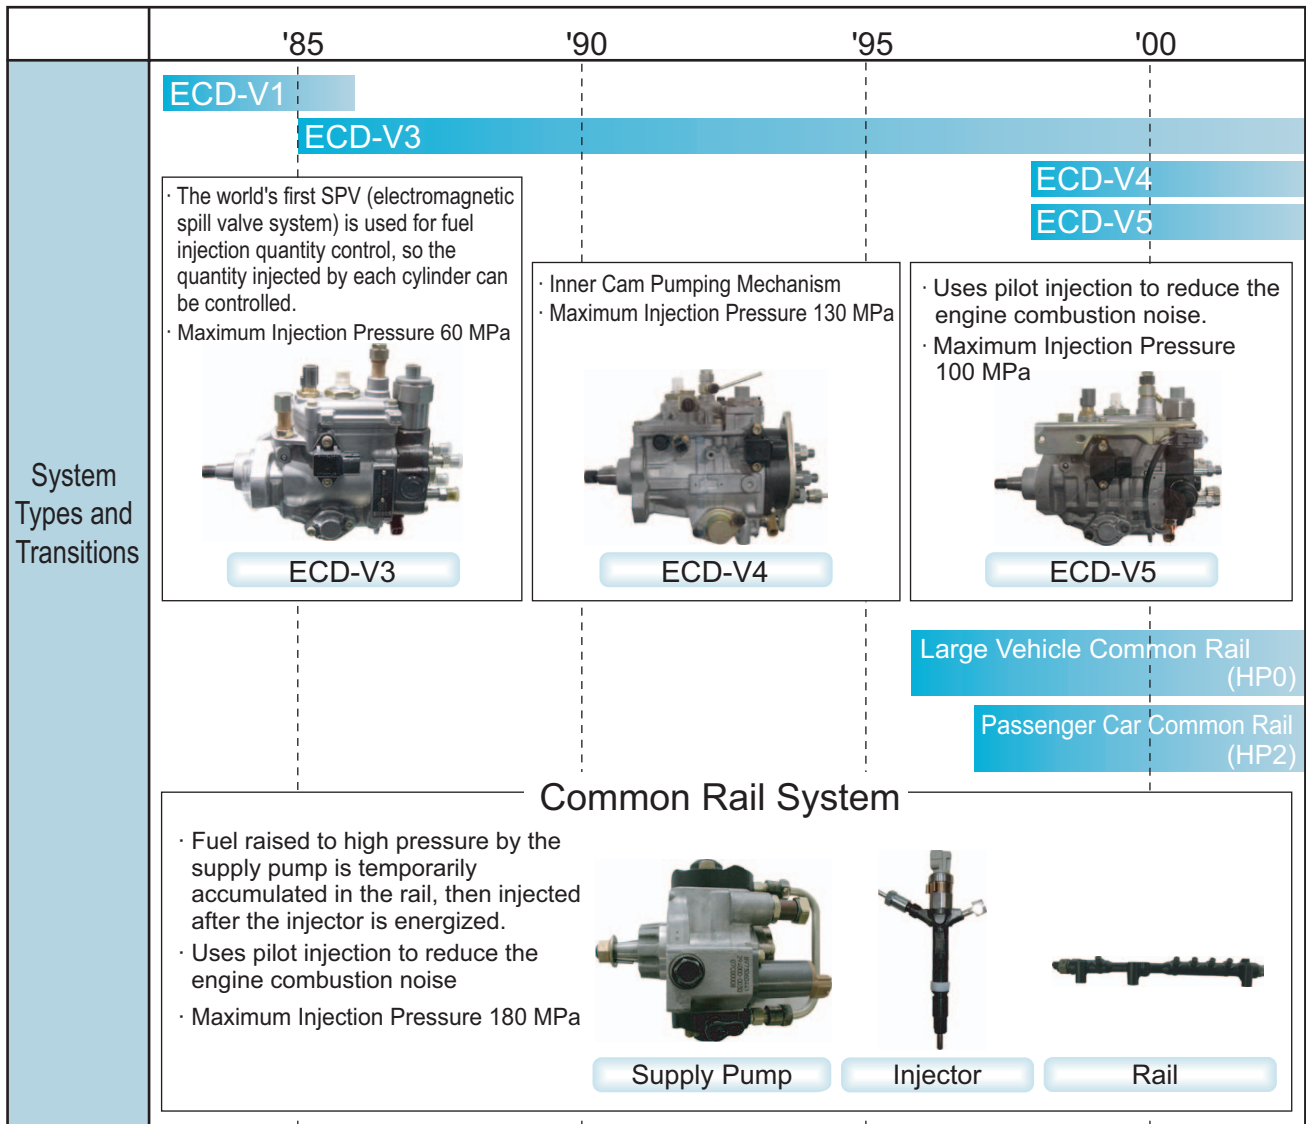 '85 '90 '95 '00
System
Types and
Transitions
ECD-V1
ECD-V3
ECD-V4
ECD-V5
· The world's first SPV (electromagnetic
spill valve system) is used for fuel
injection quantity control, so the
quantity injected by each cylinder can
be controlled.
· Maximum Injection Pressure 60 MPa
ECD-V3
· Inner Cam Pumping Mechanism
· Maximum Injection Pressure 130 MPa
ECD-V4
· Uses pilot injection to reduce the
engine combustion noise.
· Maximum Injection Pressure
100 MPa
ECD-V5
Large Vehicle Common Rail
(HP0)
Passenger Car Common Rail
(HP2)
Common Rail System
· Fuel raised to high pressure by the
supply pump is temporarily
accumulated in the rail, then injected
after the injector is energized.
· Uses pilot injection to reduce the
engine combustion noise
· Maximum Injection Pressure 180 MPa
Supply Pump
Injector
Rail